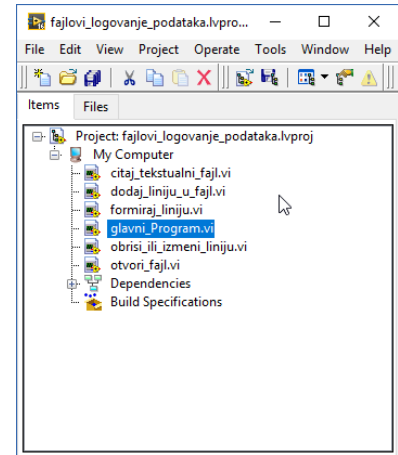 fajlovi_logovanje_podataka.lvpro...
File Edit View Project Operate Tools Window Help
Items Files
Project: fajlovi_logovanje_podataka.lvproj
My Computer
citaj_tekstualni_fajl.vi
dodaj_liniju_u_fajl.vi
formiraj_liniju.vi
glavni_Program.vi
obrisi_ili_izmeni_liniju.vi
otvori_fajl.vi
Dependencies
Build Specifications